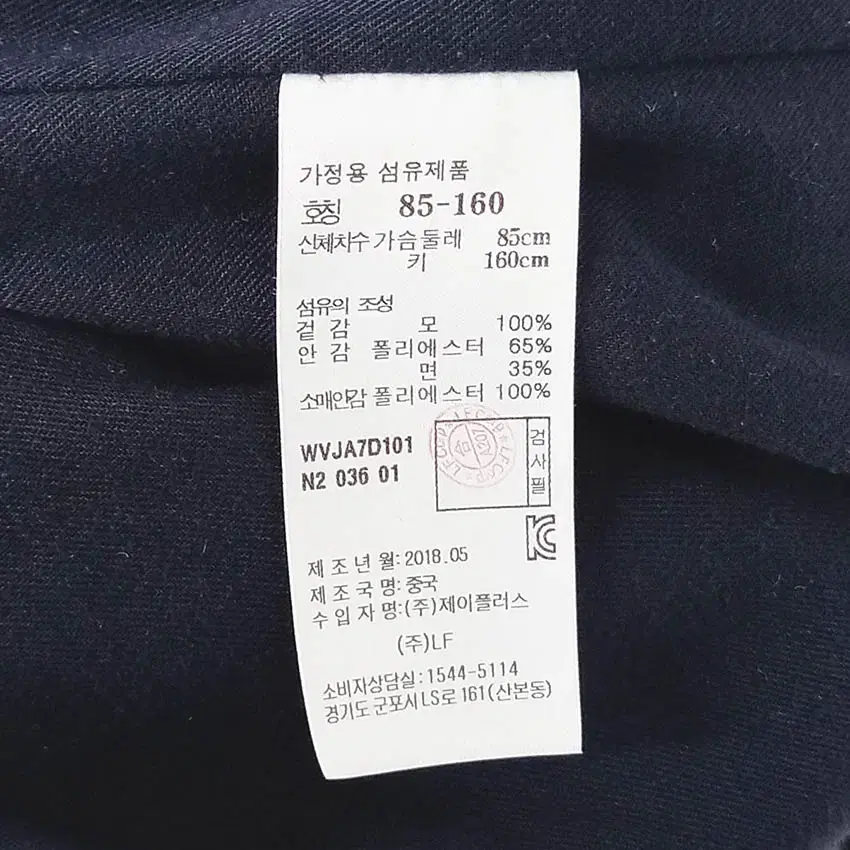 가정용 섬유제품
호칭 85-160
신체치수 가슴둘레 85cm
키 160cm
섬유의 조성
겉 감 모 100%
안 감 폴리에스터 65%
면 35%
소매안감 폴리에스터 100%
WVJA7D101
N2 036 01
검사필
제 조 년 월: 2018.05
제 조 국 명: 중국
수 입 자 명: (주)제이플러스
(주)LF
소비자상담실: 1544-5114
경기도 군포시 LS로 161(산본동)